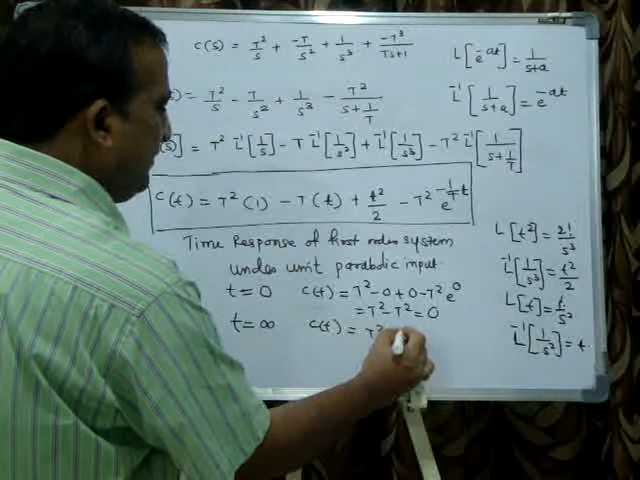 C(s) = T²/s + -T/s² + 1/s³ + -T³/Ts+1
) = T²/s - T/s² + 1/s³ - T²/s+1/T
s)] = T² L⁻¹[1/s] - T L⁻¹[1/s²] + L⁻¹[1/s³] - T² L⁻¹[1/s+1/T]
C(t) = T²(1) - T(t) + t²/2 - T² e^-1/T t
Time Response of first order system
under unit parabolic input
t = 0 C(t) = T² - 0 + 0 - T² e⁰
= T² - T² = 0
t = ∞ C(t) = T²
L[e^-at] = 1/s+a
L⁻¹[1/s+a] = e^-at
L[t²] = 2!/s³
L⁻¹[1/s³] = t²/2
L[t] = 1/s²
L⁻¹[1/s²] = t